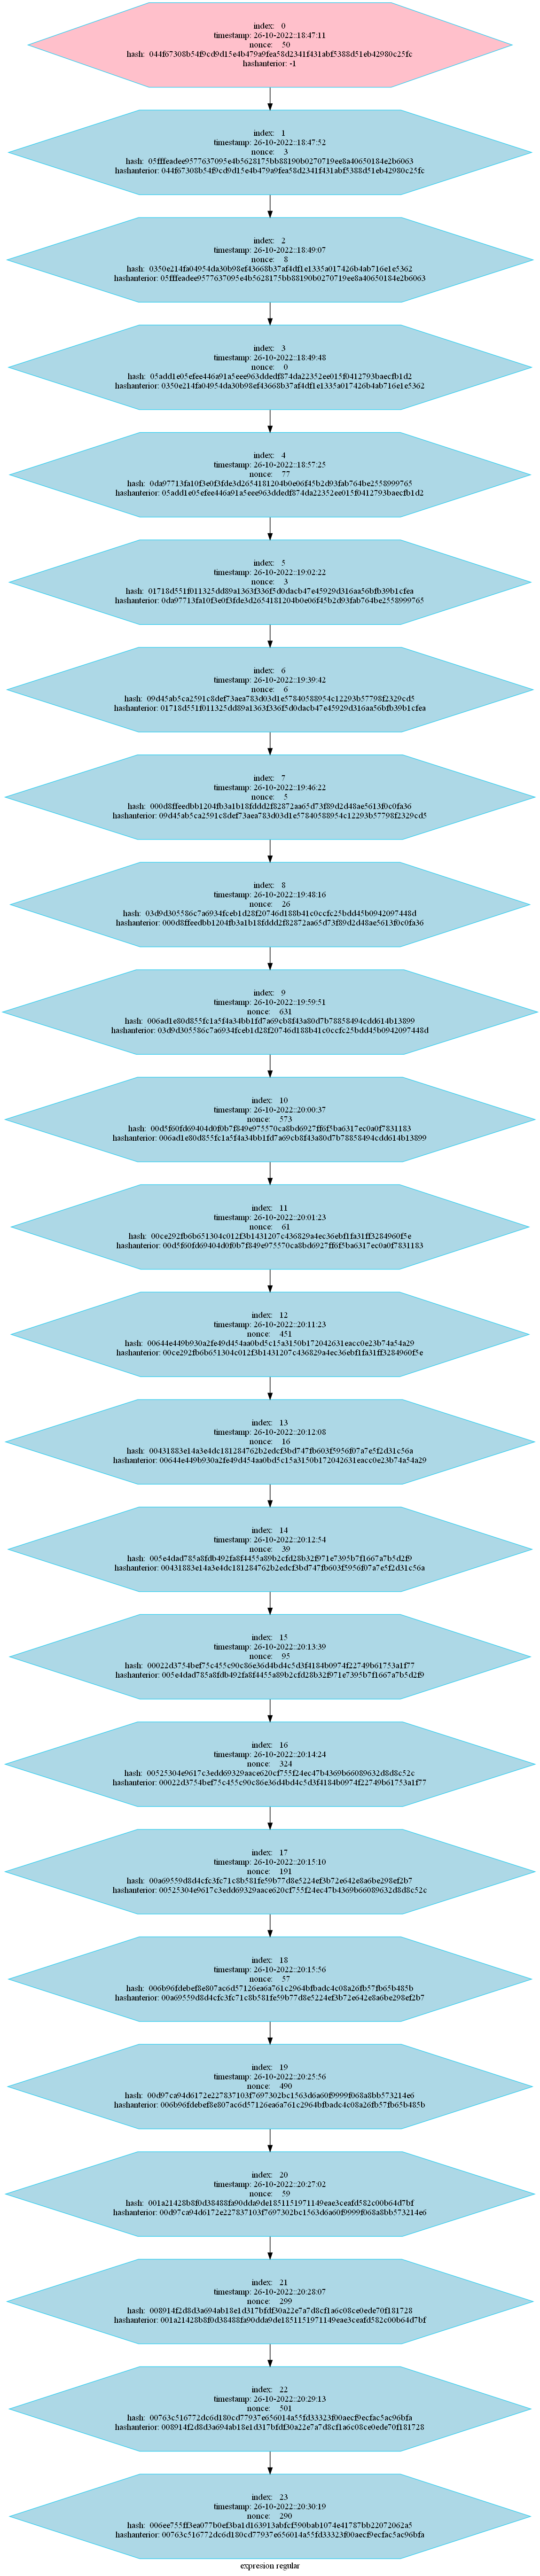 index: 0
timestamp: 26-10-2022::18:47:11
nonce: 50
hash: 044f67308b54f9cd9d15e4b479a9fea58d2341f431abf5388d51eb42980c25fc
hashanterior: -1
index: 1
timestamp: 26-10-2022::18:47:52
nonce: 3
hash: 05fffeadee9577637095e4b5628175bb88190b0270719ee8a40650184e2b6063
hashanterior: 044f67308b54f9cd9d15e4b479a9fea58d2341f431abf5388d51eb42980c25fc
index: 2
timestamp: 26-10-2022::18:49:07
nonce: 8
hash: 0350e214fa04954da30b98ef43668b37af4df1e1335a017426b4ab716e1e5362
hashanterior: 05fffeadee9577637095e4b5628175bb88190b0270719ee8a40650184e2b6063
index: 3
timestamp: 26-10-2022::18:49:48
nonce: 0
hash: 05add1e05efee446a91a5eee963ddedf874da22352ee015f0412793baecfb1d2
hashanterior: 0350e214fa04954da30b98ef43668b37af4df1e1335a017426b4ab716e1e5362
index: 4
timestamp: 26-10-2022::18:57:25
nonce: 77
hash: 0da97713fa10f3e0f3fde3d2654181204b0e06f45b2d93fab764be2558999765
hashanterior: 05add1e05efee446a91a5eee963ddedf874da22352ee015f0412793baecfb1d2
index: 5
timestamp: 26-10-2022::19:02:22
nonce: 3
hash: 01718d551f011325dd89a1363f336f5d0dacb47e45929d316aa56bfb39b1cfea
hashanterior: 0da97713fa10f3e0f3fde3d2654181204b0e06f45b2d93fab764be2558999765
index: 6
timestamp: 26-10-2022::19:39:42
nonce: 6
hash: 09d45ab5ca2591c8def73aea783d03d1e57840588954c12293b57798f2329cd5
hashanterior: 01718d551f011325dd89a1363f336f5d0dacb47e45929d316aa56bfb39b1cfea
index: 7
timestamp: 26-10-2022::19:46:22
nonce: 5
hash: 000d8ffeedbb1204fb3a1b18fddd2f82872aa65d73f89d2d48ae5613f0c0fa36
hashanterior: 09d45ab5ca2591c8def73aea783d03d1e57840588954c12293b57798f2329cd5
index: 8
timestamp: 26-10-2022::19:48:16
nonce: 26
hash: 03d9d305586c7a6934fceb1d28f20746d188b41c0ccfc25bdd45b0942097448d
hashanterior: 000d8ffeedbb1204fb3a1b18fddd2f82872aa65d73f89d2d48ae5613f0c0fa36
index: 9
timestamp: 26-10-2022::19:59:51
nonce: 631
hash: 006ad1e80d855fc1a5f4a34bb1fd7a69cb8f43a80d7b78858494cdd614b13899
hashanterior: 03d9d305586c7a6934fceb1d28f20746d188b41c0ccfc25bdd45b0942097448d
index: 10
timestamp: 26-10-2022::20:00:37
nonce: 573
hash: 00d5f60fd69404d0f0b7f849e975570ca8bd6927ff6f5ba6317ec0a0f7831183
hashanterior: 006ad1e80d855fc1a5f4a34bb1fd7a69cb8f43a80d7b78858494cdd614b13899
index: 11
timestamp: 26-10-2022::20:01:23
nonce: 61
hash: 00ce292fb6b651304c012f3b1431207c436829a4ec36ebf1fa31ff3284960f5e
hashanterior: 00d5f60fd69404d0f0b7f849e975570ca8bd6927ff6f5ba6317ec0a0f7831183
index: 12
timestamp: 26-10-2022::20:11:23
nonce: 451
hash: 00644e449b930a2fe49d454aa0bd5c15a3150b172042631eacc0e23b74a54a29
hashanterior: 00ce292fb6b651304c012f3b1431207c436829a4ec36ebf1fa31ff3284960f5e
index: 13
timestamp: 26-10-2022::20:12:08
nonce: 16
hash: 00431883e14a3e4dc181284762b2edcf3bd747fb603f5956f07a7e5f2d31c56a
hashanterior: 00644e449b930a2fe49d454aa0bd5c15a3150b172042631eacc0e23b74a54a29
index: 14
timestamp: 26-10-2022::20:12:54
nonce: 39
hash: 005e4dad785a8fdb492fa8f4455a89b2cfd28b32f971e7395b7f1667a7b5d2f9
hashanterior: 00431883e14a3e4dc181284762b2edcf3bd747fb603f5956f07a7e5f2d31c56a
index: 15
timestamp: 26-10-2022::20:13:39
nonce: 95
hash: 00022d3754bef75c455c90c86e36d4bd4c5d3f4184b0974f22749b61753a1f77
hashanterior: 005e4dad785a8fdb492fa8f4455a89b2cfd28b32f971e7395b7f1667a7b5d2f9
index: 16
timestamp: 26-10-2022::20:14:24
nonce: 324
hash: 00525304e9617c3edd69329aace620cf755f24ec47b4369b66089632d8d8c52c
hashanterior: 00022d3754bef75c455c90c86e36d4bd4c5d3f4184b0974f22749b61753a1f77
index: 17
timestamp: 26-10-2022::20:15:10
nonce: 191
hash: 00a69559d8d4cfc3fc71c8b581fe59b77d8e5224ef3b72e642e8a6be298ef2b7
hashanterior: 00525304e9617c3edd69329aace620cf755f24ec47b4369b66089632d8d8c52c
index: 18
timestamp: 26-10-2022::20:15:56
nonce: 57
hash: 006b96fdebef8e807ac6d57126ea6a761c2964bfbadc4c08a26fb57fb65b485b
hashanterior: 00a69559d8d4cfc3fc71c8b581fe59b77d8e5224ef3b72e642e8a6be298ef2b7
index: 19
timestamp: 26-10-2022::20:25:56
nonce: 490
hash: 00d97ca94d6172e227837103f7697302bc1563d6a60f9999f068a8bb573214e6
hashanterior: 006b96fdebef8e807ac6d57126ea6a761c2964bfbadc4c08a26fb57fb65b485b
index: 20
timestamp: 26-10-2022::20:27:02
nonce: 59
hash: 001a21428b8f0d38488fa90dda9de1851151971149eae3ceafd582c00b64d7bf
hashanterior: 00d97ca94d6172e227837103f7697302bc1563d6a60f9999f068a8bb573214e6
index: 21
timestamp: 26-10-2022::20:28:07
nonce: 299
hash: 008914f2d8d3a694ab18e1d317bfdf30a22e7a7d8cf1a6c08ce0ede70f181728
hashanterior: 001a21428b8f0d38488fa90dda9de1851151971149eae3ceafd582c00b64d7bf
index: 22
timestamp: 26-10-2022::20:29:13
nonce: 501
hash: 00763c516772dc6d180cd77937e656014a55fd33323f00aecf9ecfac5ac96bfa
hashanterior: 008914f2d8d3a694ab18e1d317bfdf30a22e7a7d8cf1a6c08ce0ede70f181728
index: 23
timestamp: 26-10-2022::20:30:19
nonce: 290
hash: 006ee755ff3ea077b0ef3ba1d163913abfcf590bab1074e41787bb22072062a5
hashanterior: 00763c516772dc6d180cd77937e656014a55fd33323f00aecf9ecfac5ac96bfa
expresion regular